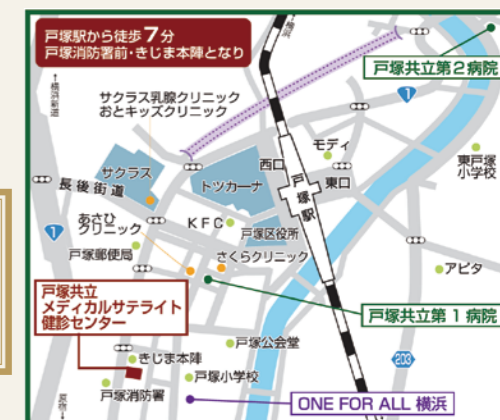 戸塚駅から徒歩7分
戸塚消防署前・きじま本陣となり
↑横浜
戸塚共立第2病院
↑横浜新道
サクラス乳腺クリニック
おとキッズクリニック
1
モディ
東戸塚
小学校
サクラス
西口
トツカーナ
東口
長後街道
戸塚駅
あさひ
クリニック
KFC
戸塚区役所
1
戸塚郵便局
さくらクリニック
アピタ
戸塚共立
メディカルサテライト
健診センター
戸塚共立第1病院
戸塚公会堂
203
きじま本陣
戸塚小学校
戸塚消防署
ONE FOR ALL 横浜